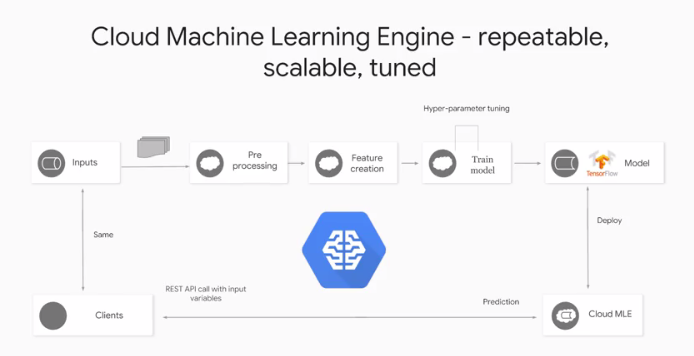 Cloud Machine Learning Engine - repeatable,
scalable, tuned
Hyper-parameter tuning
Inputs
Pre
processing
Feature
creation
Train
model
TensorFlow
Model
Same
Deploy
REST API call with input
variables
Prediction
Clients
Cloud MLE